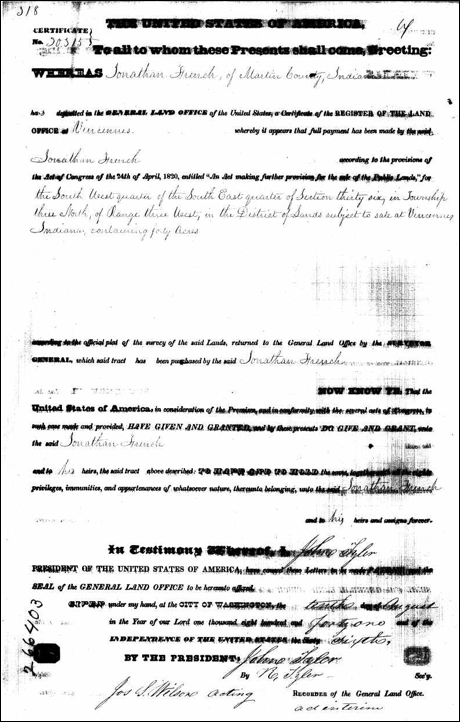 318
THE UNITED STATES OF AMERICA,
CERTIFICATE
No.
To all to whom these Presents shall come, Greeting:
WHEREAS Jonathan French, of Martin County, Indiana
ha deposited in the GENERAL LAND OFFICE of the United States, a Certificate of the REGISTER OF THE LAND
OFFICE at Vincennes whereby it appears that full payment has been made by the said
Jonathan French according to the provisions of
the Act of Congress of the 24th of April, 1820, entitled "An Act making further provision for the sale of the Public Lands," for
the South West quarter of the South East quarter of Section thirty six, in Township
three North, of Range three West, in the District of Lands subject to sale at Vincennes
Indiana, containing forty acres
according to the official plat of the survey of the said Lands, returned to the General Land Office by the SURVEYOR
GENERAL, which said tract has been purchased by the said Jonathan French
NOW KNOW YE, That the
United States of America, in consideration of the Premises, and in conformity with the several acts of Congress, in
such case made and provided, HAVE GIVEN AND GRANTED, and by these presents DO GIVE AND GRANT, unto
the said Jonathan French
and to his heirs, the said tract above described: TO HAVE AND TO HOLD the same, together with all the rights,
privileges, immunities, and appurtenances of whatsoever nature, thereunto belonging, unto the said Jonathan French
and to his heirs and assigns forever.
In Testimony Whereof, I, John Tyler
PRESIDENT OF THE UNITED STATES OF AMERICA, have caused these Letters to be made PATENT, and the
SEAL of the GENERAL LAND OFFICE to be hereunto affixed.
GIVEN under my hand, at the CITY OF WASHINGTON, the day of August
in the Year of our Lord one thousand eight hundred and forty one and of the
INDEPENDENCE OF THE UNITED STATES the Sixty Sixth
BY THE PRESIDENT: John Tyler
By R. Tyler Sec'y.
Jos S. Wilson acting RECORDER of the General Land Office.
ad interim
266403